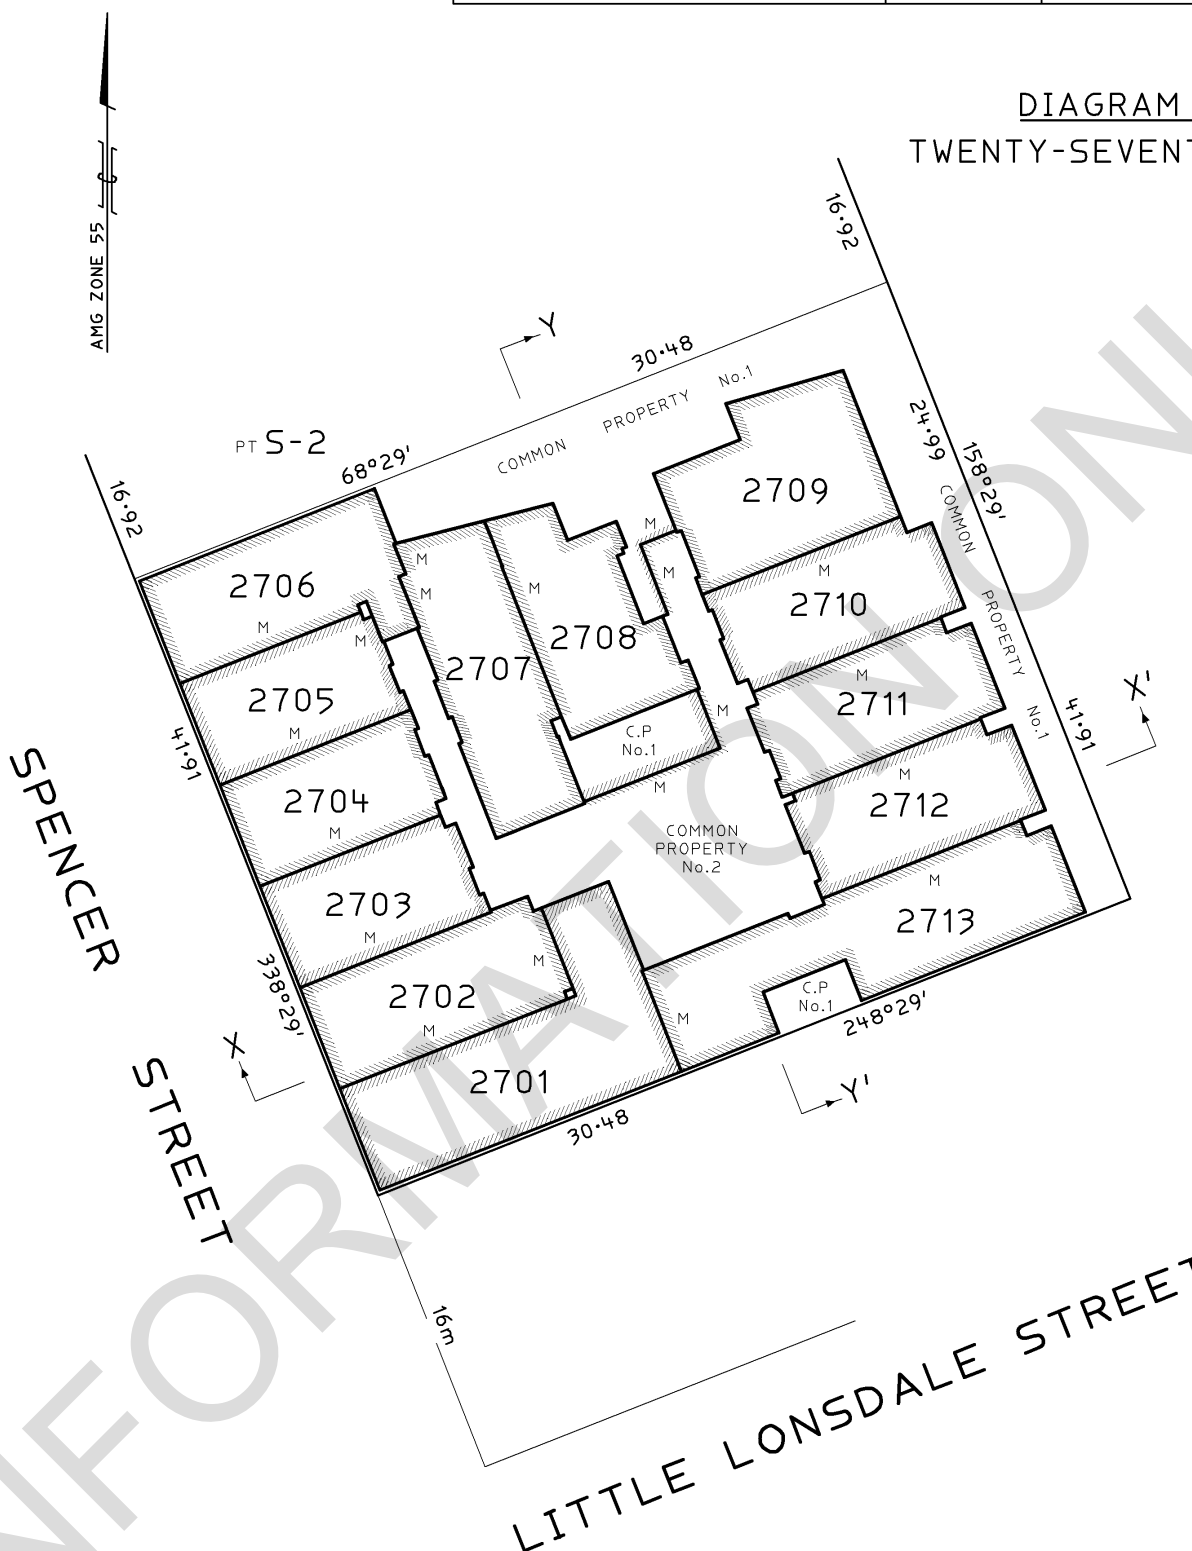 DIAGRAM
TWENTY-SEVENT
AMG ZONE 55
16·92
Y
30·48
COMMON PROPERTY No.1
PT S-2
68°29'
16·92
24·99
158°29'
COMMON PROPERTY No.1
2709
M
M
M
M
M
M
2706
M
2710
2708
M
M
2707
2705
M
M
2711
X'
41·91
M
C.P
No.1
41·91
SPENCER
STREET
2704
M
M
M
2712
COMMON
PROPERTY
No.2
2703
M
M
2713
338°29'
2702
M
M
C.P
No.1
M
248°29'
X
2701
Y'
30·48
16m
LITTLE LONSDALE STREET
NFORMATION ONL